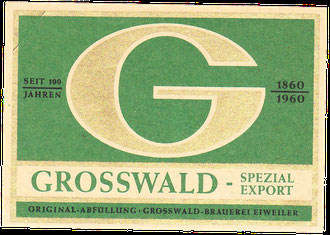 G
SEIT 100
JAHREN
1860
1960
GROSSWALD - SPEZIAL
EXPORT
ORIGINAL-ABFÜLLUNG · GROSSWALD-BRAUEREI EIWEILER